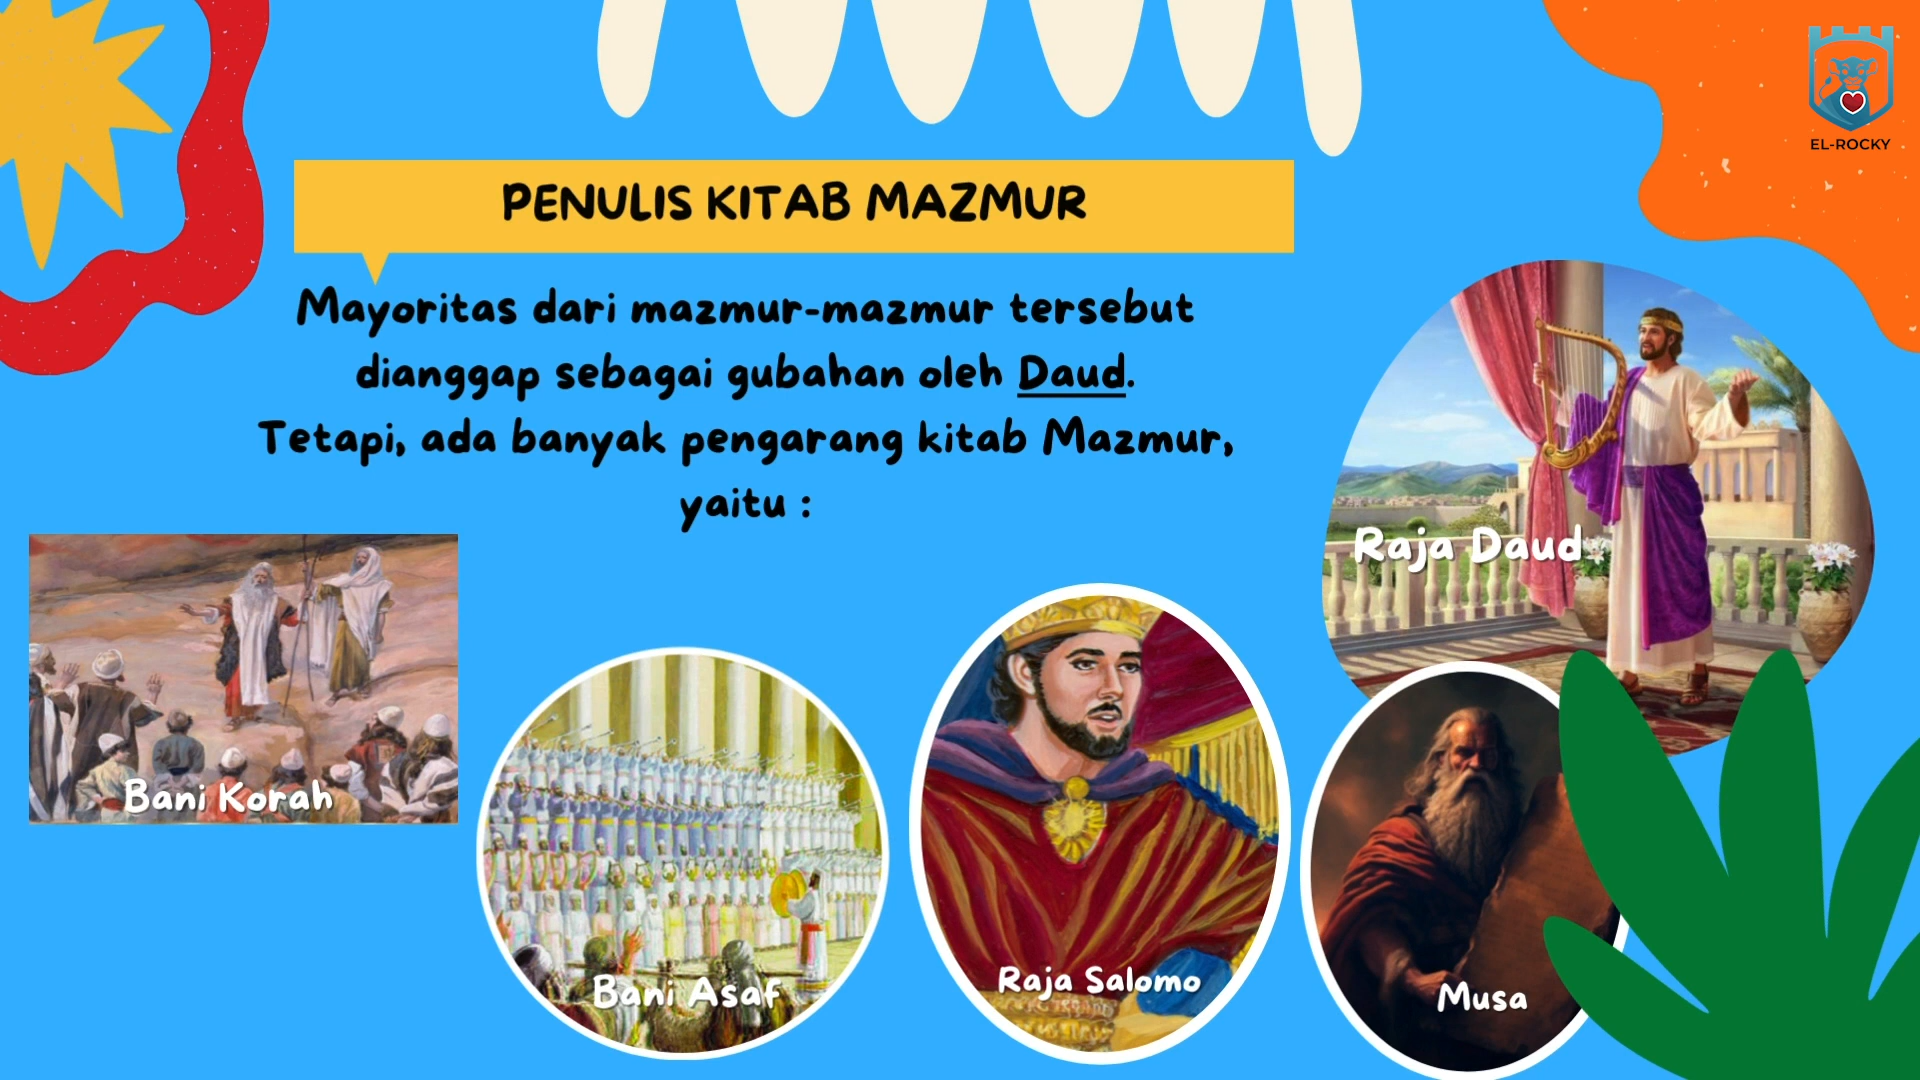 EL-ROCKY
PENULIS KITAB MAZMUR
Mayoritas dari mazmur-mazmur tersebut
dianggap sebagai gubahan oleh Daud.
Tetapi, ada banyak pengarang kitab Mazmur,
yaitu :
Raja Daud
Bani Korah
Bani Asaf
Raja Salomo
Musa